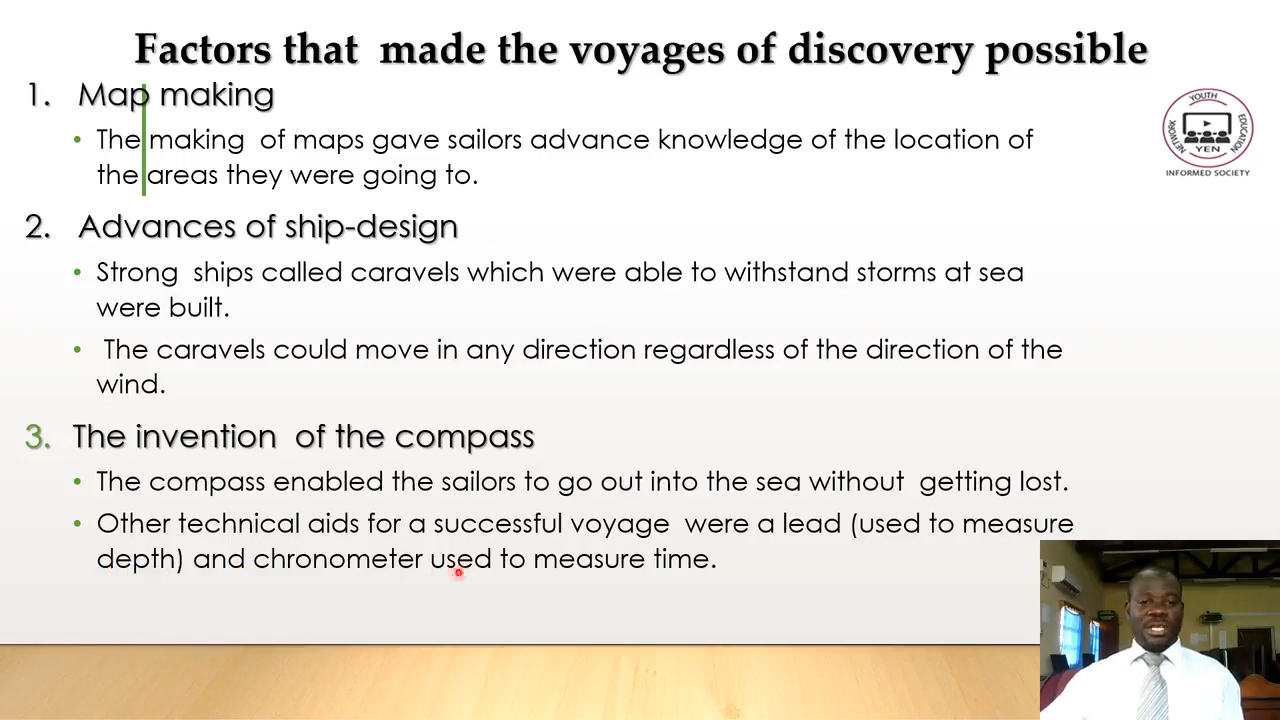 Factors that  made the voyages of discovery possible
1. Map making
• The making  of maps gave sailors advance knowledge of the location of
the areas they were going to.
2. Advances of ship-design
• Strong  ships called caravels which were able to withstand storms at sea
were built.
• The caravels could move in any direction regardless of the direction of the
wind.
3. The invention  of the compass
• The compass enabled the sailors to go out into the sea without  getting lost.
• Other technical aids for a successful voyage  were a lead (used to measure
depth) and chronometer used to measure time.
YOUTH
EDUCATION
NETWORK
YEN
INFORMED SOCIETY